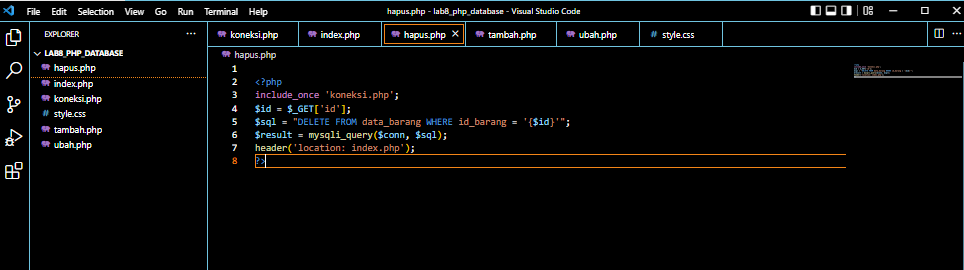 File Edit Selection View Go Run Terminal Help hapus.php - lab8_php_database - Visual Studio Code
EXPLORER ...
LAB8_PHP_DATABASE
hapus.php
index.php
koneksi.php
style.css
tambah.php
ubah.php
koneksi.php index.php hapus.php tambah.php ubah.php style.css
hapus.php
1
2 <?php
3 include_once 'koneksi.php';
4 $id = $_GET['id'];
5 $sql = "DELETE FROM data_barang WHERE id_barang = '{$id}'";
6 $result = mysqli_query($conn, $sql);
7 header('location: index.php');
8 ?>